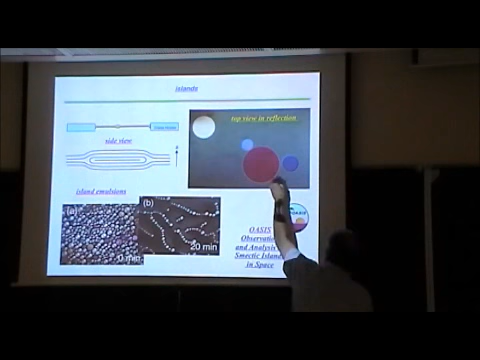 islands
top view in reflection
side view
island emulsions
(a)
0 min
(b)
20 min
OASIS
OASIS
Observation
and Analysis
Smectic Island
in Space